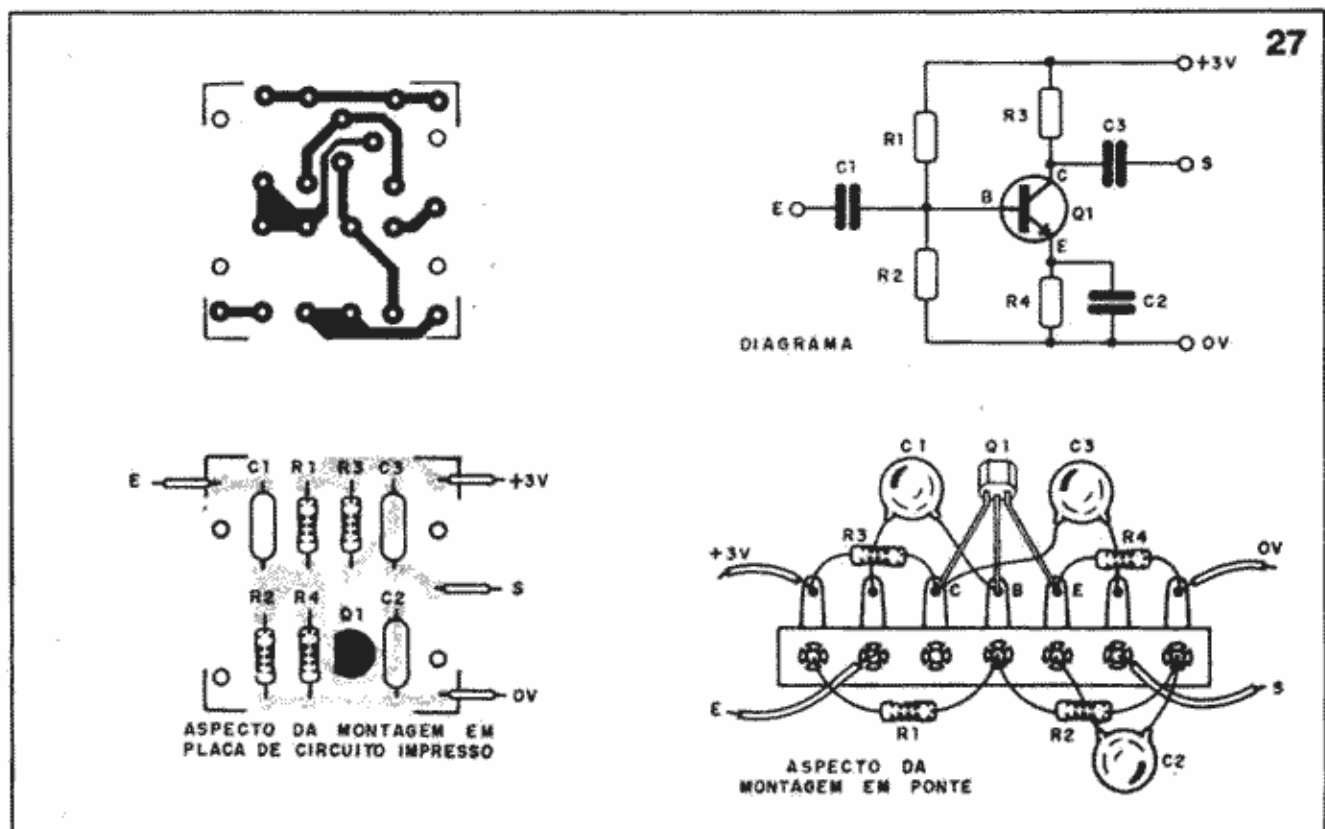 27
+3V
R3
C3
R1
C1
S
C
B
E
Q1
E
R2
R4
C2
DIAGRAMA
0V
E
C1 R1 R3 C3
+3V
S
R2 R4 Q1 C2
0V
ASPECTO DA MONTAGEM EM
PLACA DE CIRCUITO IMPRESSO
C1 Q1 C3
+3V
R3
R4
0V
C B E
E
R1
R2
S
C2
ASPECTO DA
MONTAGEM EM PONTE